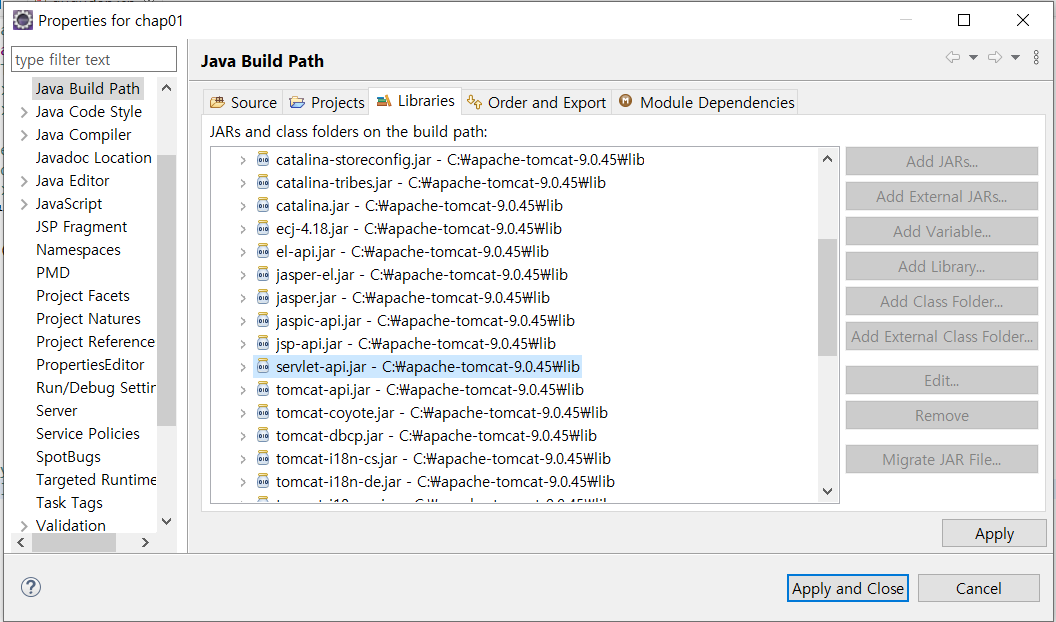 Properties for chap01
type filter text
Java Build Path
Java Code Style
Java Compiler
Javadoc Location
Java Editor
JavaScript
JSP Fragment
Namespaces
PMD
Project Facets
Project Natures
Project Reference
PropertiesEditor
Run/Debug Settin
Server
Service Policies
SpotBugs
Targeted Runtime
Task Tags
Validation
Java Build Path
Source
Projects
Libraries
Order and Export
Module Dependencies
JARs and class folders on the build path:
catalina-storeconfig.jar - C:₩apache-tomcat-9.0.45₩lib
catalina-tribes.jar - C:₩apache-tomcat-9.0.45₩lib
catalina.jar - C:₩apache-tomcat-9.0.45₩lib
ecj-4.18.jar - C:₩apache-tomcat-9.0.45₩lib
el-api.jar - C:₩apache-tomcat-9.0.45₩lib
jasper-el.jar - C:₩apache-tomcat-9.0.45₩lib
jasper.jar - C:₩apache-tomcat-9.0.45₩lib
jaspic-api.jar - C:₩apache-tomcat-9.0.45₩lib
jsp-api.jar - C:₩apache-tomcat-9.0.45₩lib
servlet-api.jar - C:₩apache-tomcat-9.0.45₩lib
tomcat-api.jar - C:₩apache-tomcat-9.0.45₩lib
tomcat-coyote.jar - C:₩apache-tomcat-9.0.45₩lib
tomcat-dbcp.jar - C:₩apache-tomcat-9.0.45₩lib
tomcat-i18n-cs.jar - C:₩apache-tomcat-9.0.45₩lib
tomcat-i18n-de.jar - C:₩apache-tomcat-9.0.45₩lib
Add JARs...
Add External JARs...
Add Variable...
Add Library...
Add Class Folder...
Add External Class Folder...
Edit...
Remove
Migrate JAR File...
Apply
Apply and Close
Cancel